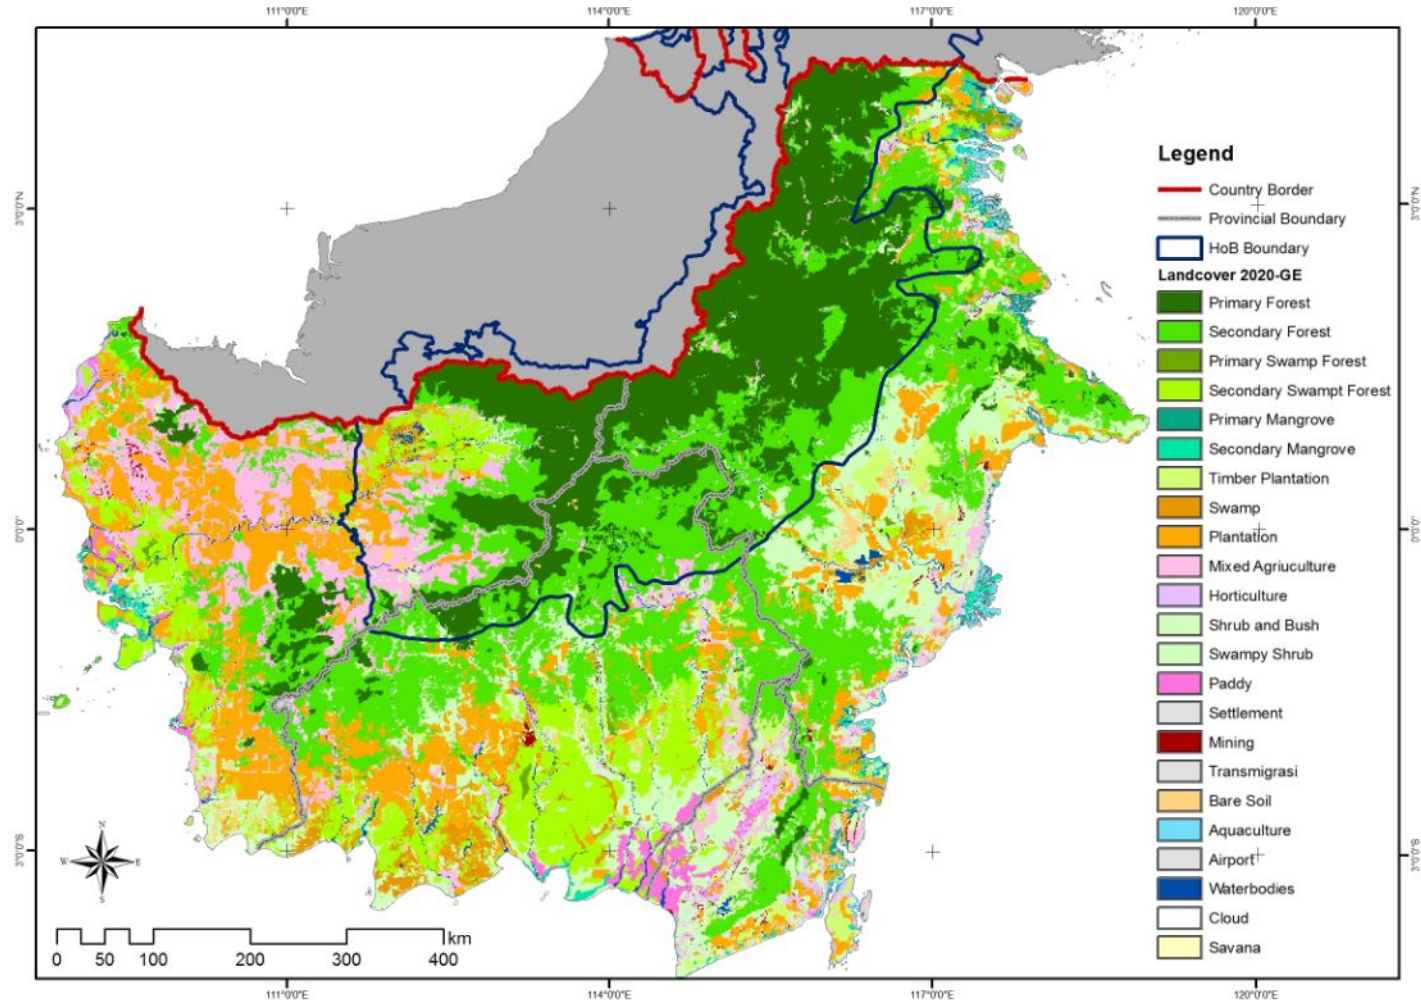 111°0'0"E 114°0'0"E 117°0'0"E 120°0'0"E
3°0'0"N
0°0'0"
3°0'0"S
Legend
Country Border
Provincial Boundary
HoB Boundary
Landcover 2020-GE
Primary Forest
Secondary Forest
Primary Swamp Forest
Secondary Swampt Forest
Primary Mangrove
Secondary Mangrove
Timber Plantation
Swamp
Plantation
Mixed Agriuculture
Horticulture
Shrub and Bush
Swampy Shrub
Paddy
Settlement
Mining
Transmigrasi
Bare Soil
Aquaculture
Airport
Waterbodies
Cloud
Savana
3°0'0"N
0°0'0"
3°0'0"S
N
W E
S
km
0 50 100 200 300 400
111°0'0"E 114°0'0"E 117°0'0"E 120°0'0"E